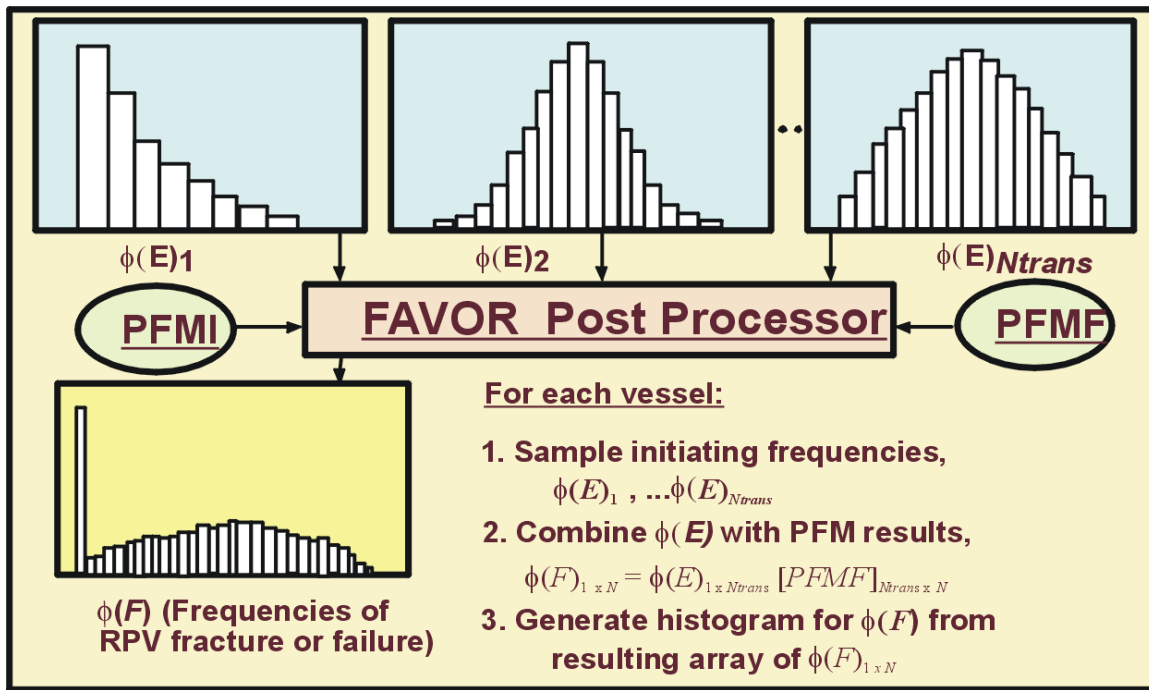 ϕ(E)1
ϕ(E)2
ϕ(E)Ntrans
PFMI
FAVOR Post Processor
PFMF
For each vessel:
1. Sample initiating frequencies,
ϕ(E)1 , ...ϕ(E)Ntrans
2. Combine ϕ(E) with PFM results,
ϕ(F)1 x N = ϕ(E)1 x Ntrans [PFMF]Ntrans x N
3. Generate histogram for ϕ(F) from
resulting array of ϕ(F)1 x N
ϕ(F) (Frequencies of
RPV fracture or failure)